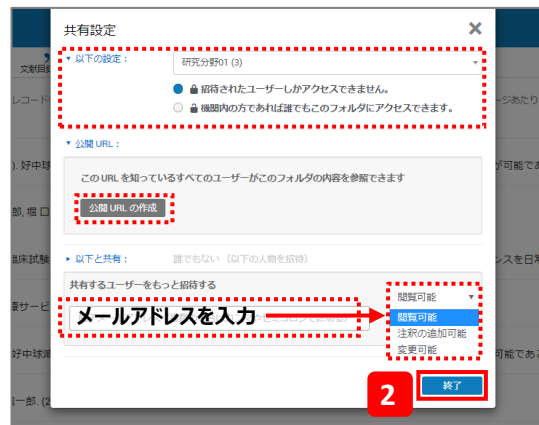 共有設定
×
文献目
▾ 以下の設定：
研究分野01 (3)
招待されたユーザーしかアクセスできません。
機関内の方であれば誰でもこのフォルダにアクセスできます。
レコード
ージあたり
▾ 公開 URL：
). 好中球
が可能であ
この URL を知っているすべてのユーザーがこのフォルダの内容を参照できます
公開 URL の作成
郎, 堀 口
臨床試験
▸ 以下と共有：
誰でもない（以下の人物を招待）
ンスを日常
共有するユーザーをもっと招待する
閲覧可能
メールアドレスを入力
閲覧可能
注釈の追加可能
変更可能
療サービ
好中球減
可能であ
2
終了
一郎. (2